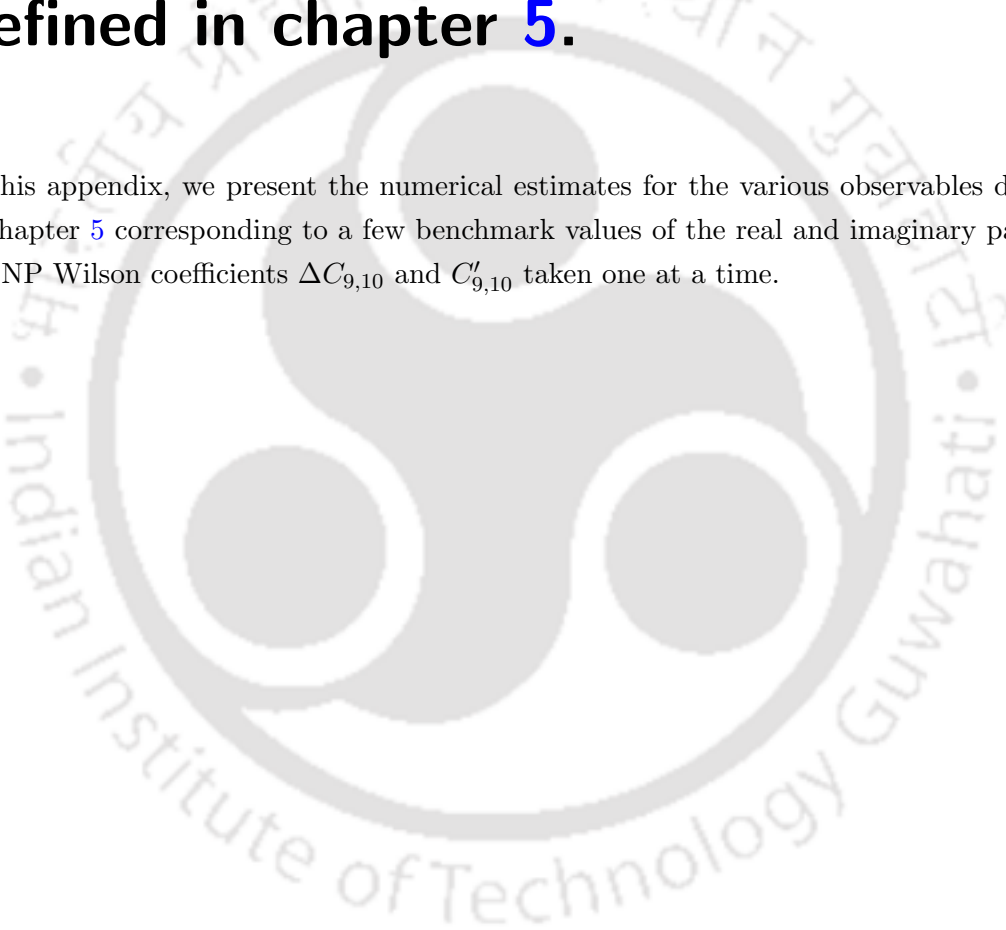 efined in chapter 5.
his appendix, we present the numerical estimates for the various observables d
hapter 5 corresponding to a few benchmark values of the real and imaginary pa
NP Wilson coefficients ΔC₉,₁₀ and C′₉,₁₀ taken one at a time.
• Indian Institute of Technology Guwahati •